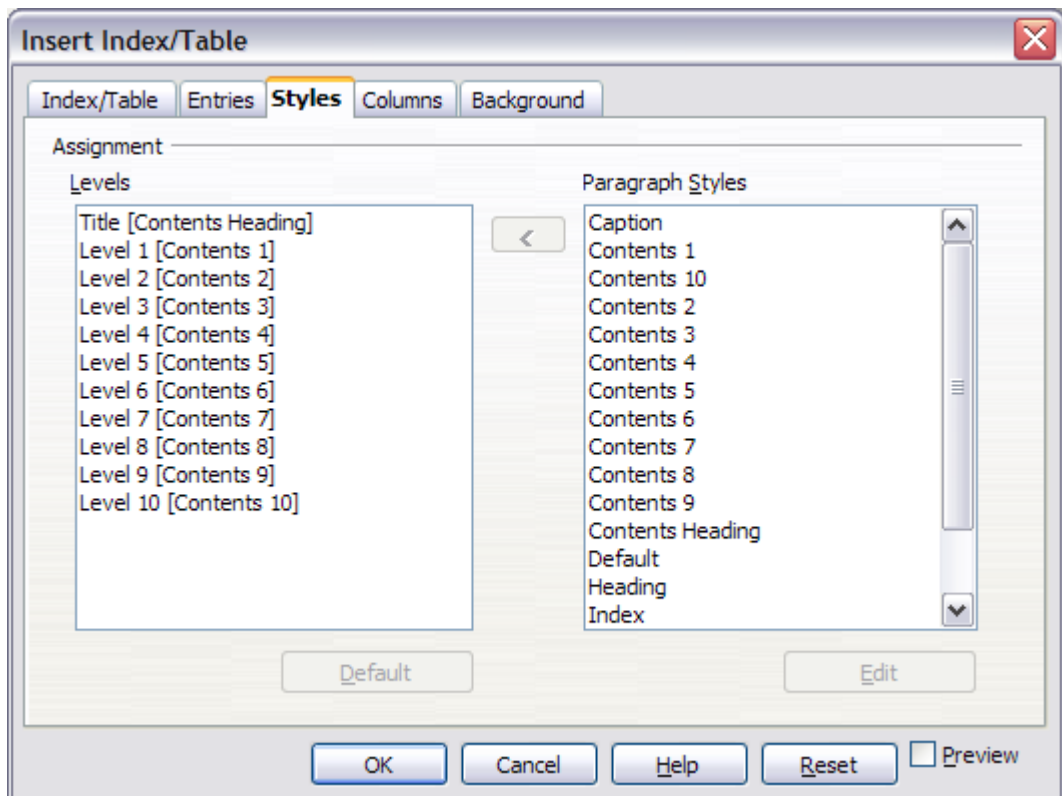 Insert Index/Table
Index/Table Entries Styles Columns Background
Assignment
Levels
Title [Contents Heading]
Level 1 [Contents 1]
Level 2 [Contents 2]
Level 3 [Contents 3]
Level 4 [Contents 4]
Level 5 [Contents 5]
Level 6 [Contents 6]
Level 7 [Contents 7]
Level 8 [Contents 8]
Level 9 [Contents 9]
Level 10 [Contents 10]
Default
<
Paragraph Styles
Caption
Contents 1
Contents 10
Contents 2
Contents 3
Contents 4
Contents 5
Contents 6
Contents 7
Contents 8
Contents 9
Contents Heading
Default
Heading
Index
Edit
OK Cancel Help Reset Preview